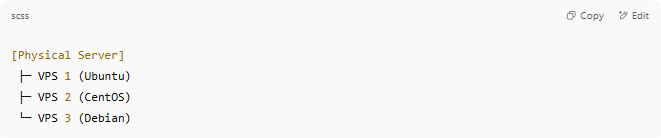 scss
Copy
Edit
[Physical Server]
├─ VPS 1 (Ubuntu)
├─ VPS 2 (CentOS)
└─ VPS 3 (Debian)